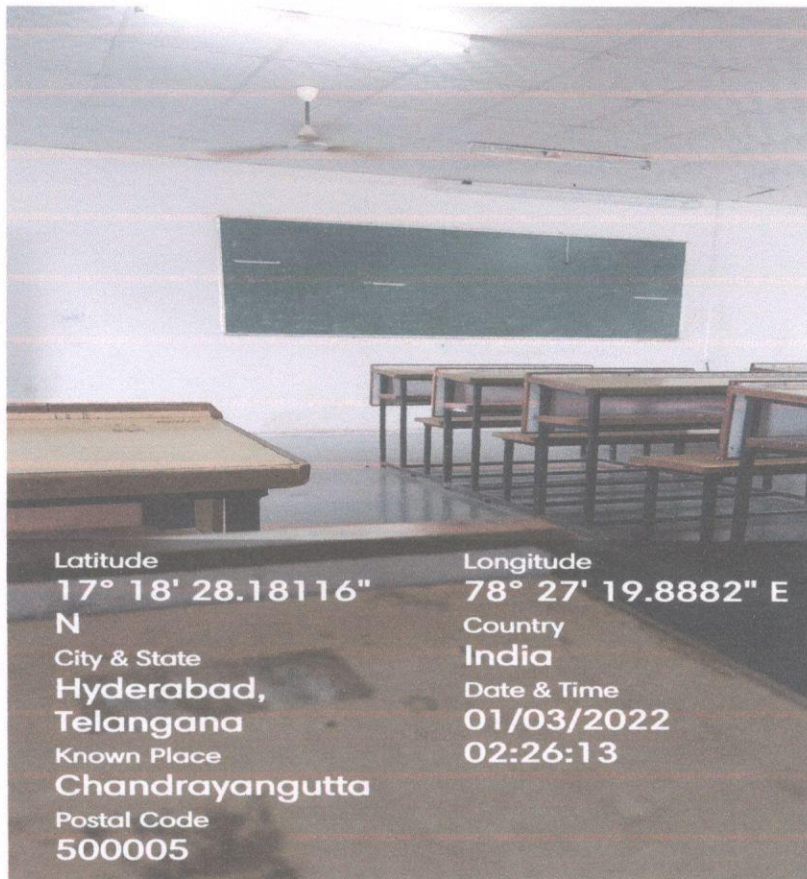 Latitude
17° 18' 28.18116"
N
City & State
Hyderabad,
Telangana
Known Place
Chandrayangutta
Postal Code
500005
Longitude
78° 27' 19.8882" E
Country
India
Date & Time
01/03/2022
02:26:13